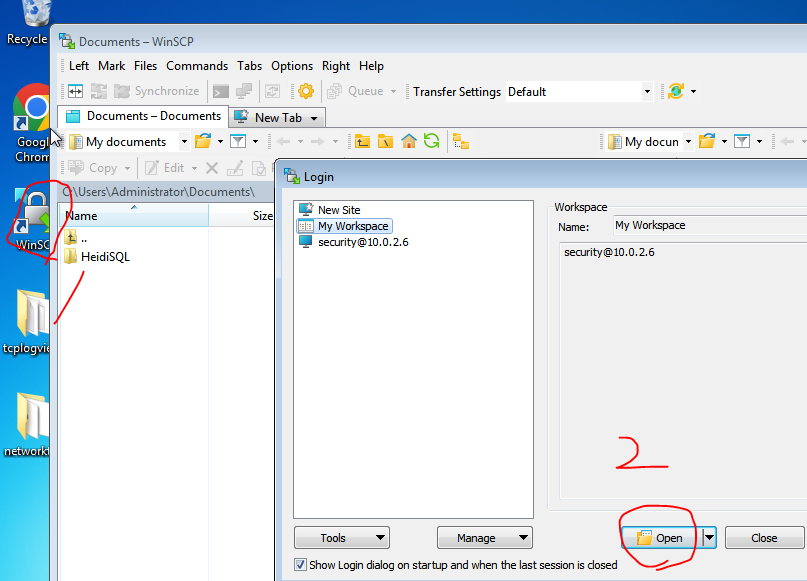 Recycle
Documents – WinSCP
Left Mark Files Commands Tabs Options Right Help
Synchronize Queue Transfer Settings Default
Documents – Documents New Tab
Googl
Chrom
My documents My docun
Copy Edit
Login
C:\Users\Administrator\Documents\
Name Size
WinSC
..
HeidiSQL
New Site
My Workspace
security@10.0.2.6
Workspace
Name: My Workspace
security@10.0.2.6
tcplogvie
networkt
2
Tools Manage Open Close
Show Login dialog on startup and when the last session is closed